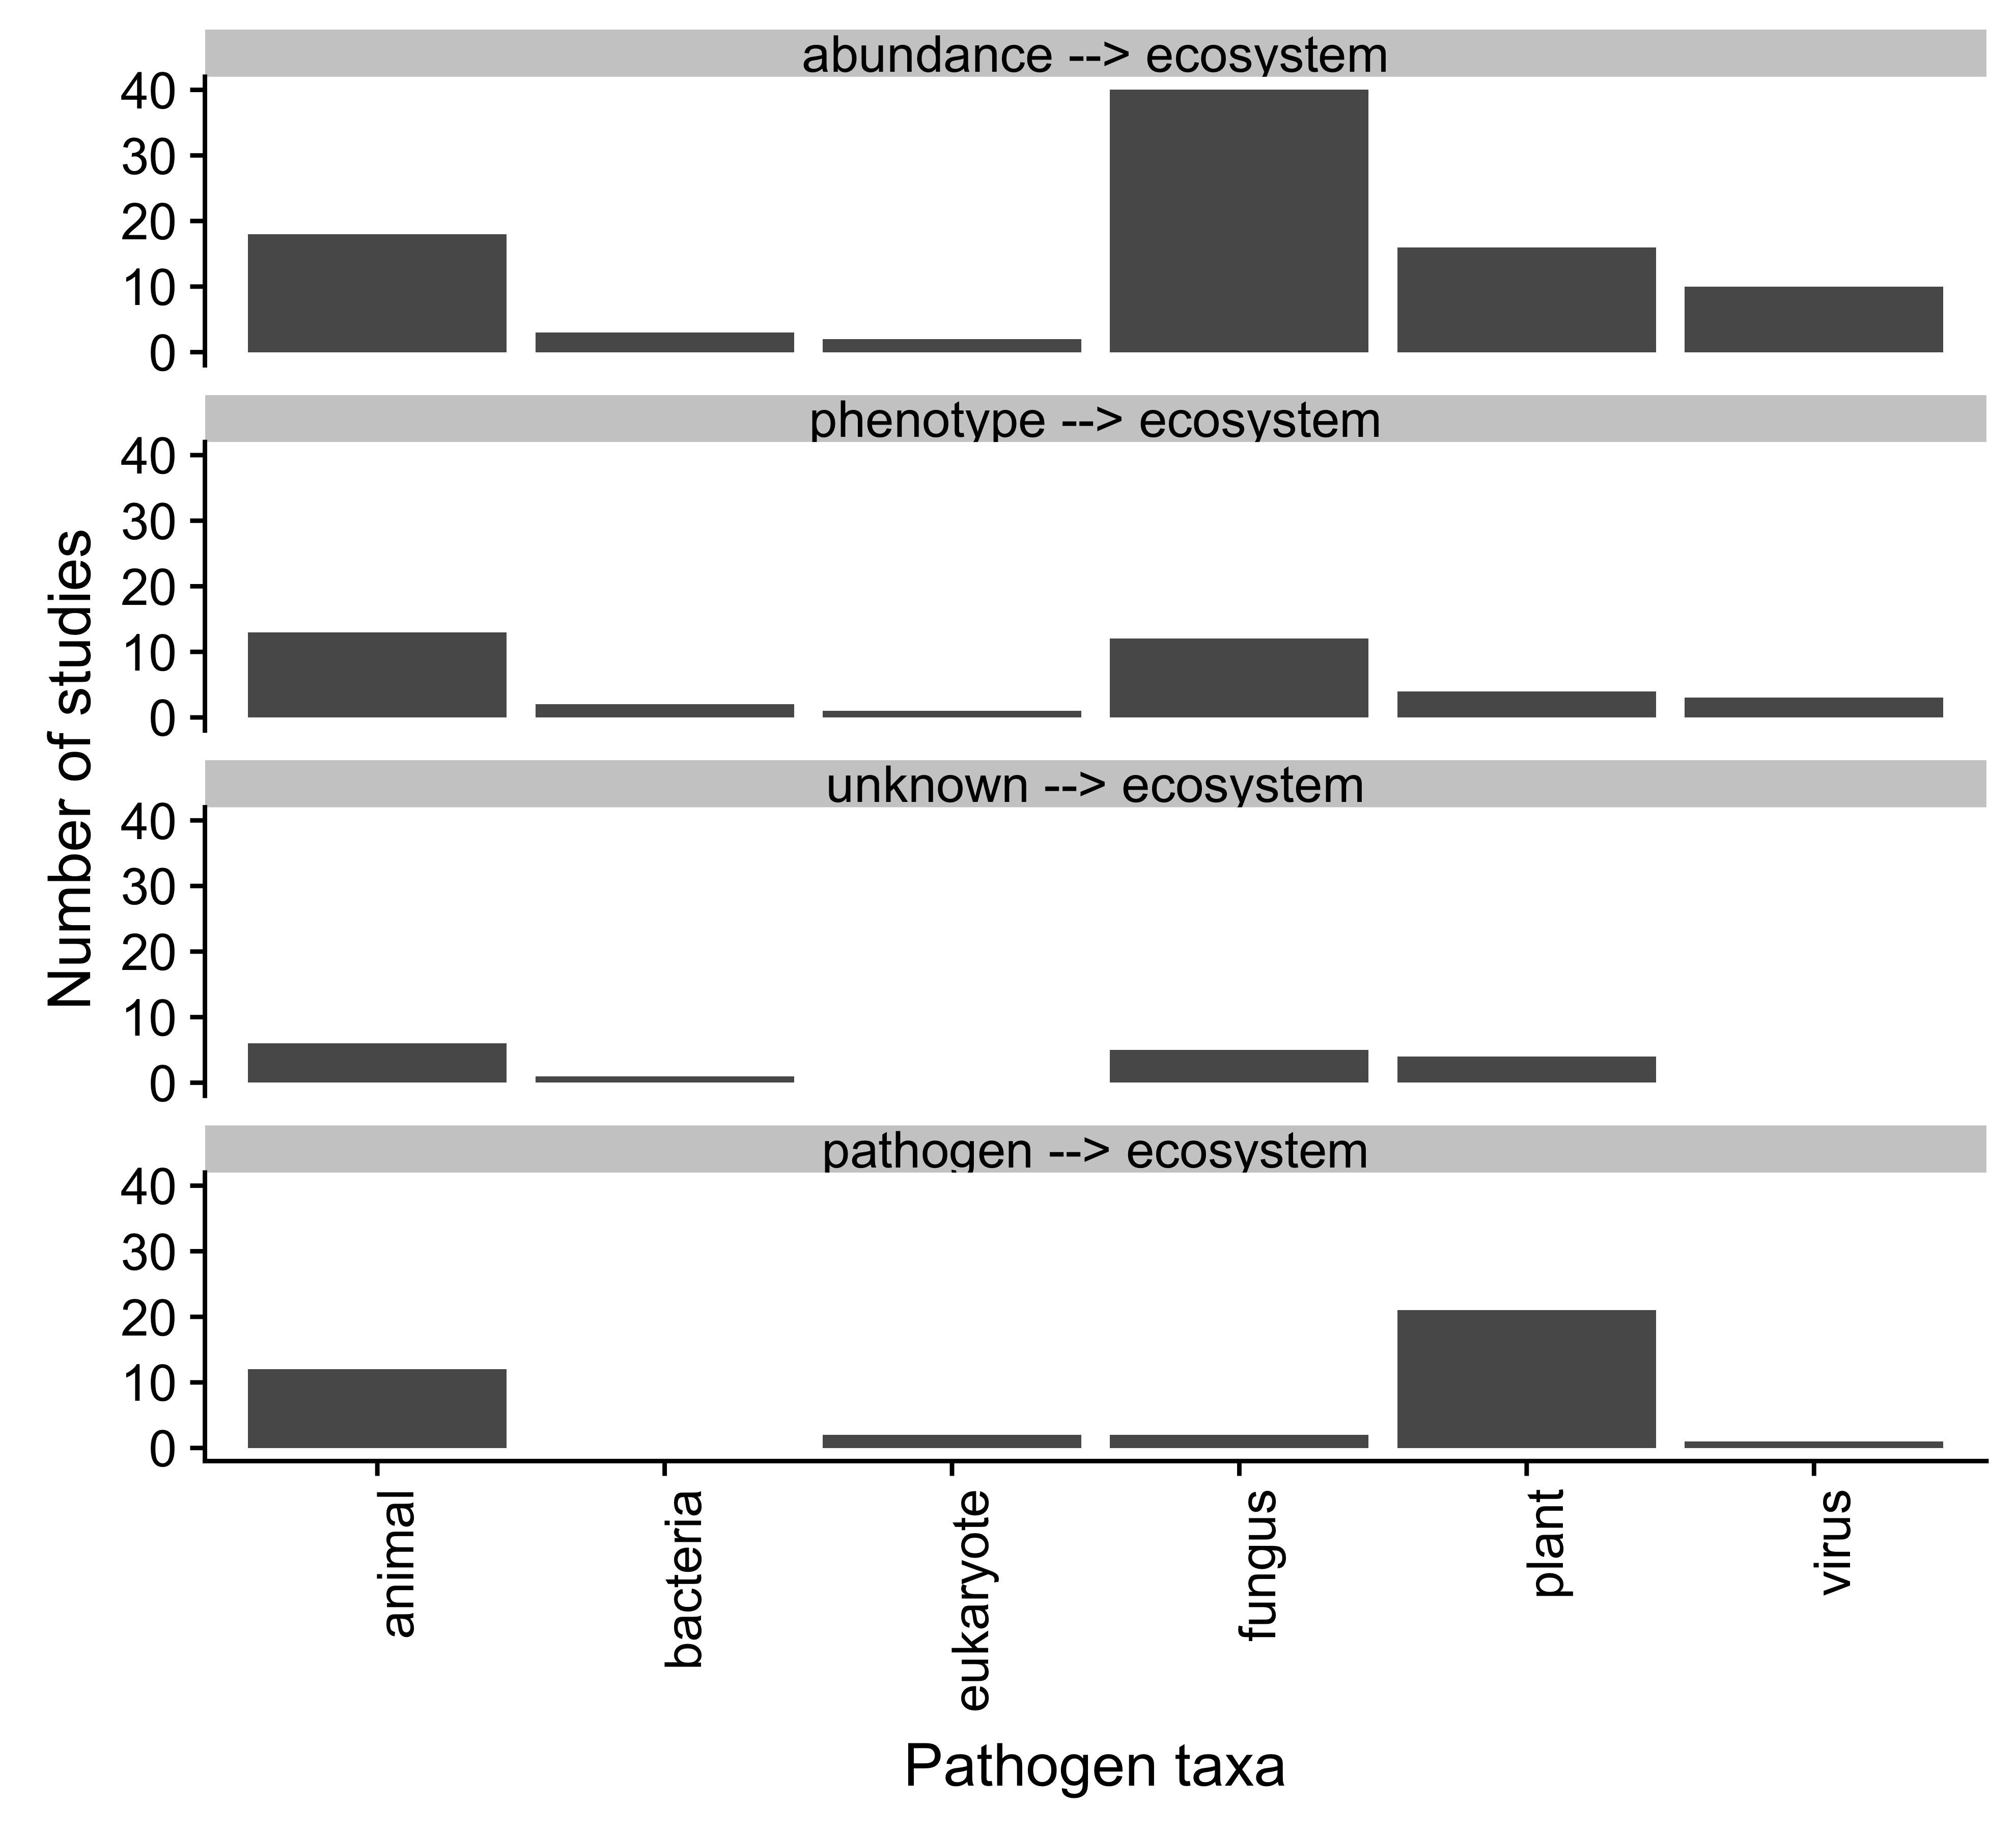 abundance --> ecosystem
40
30
20
10
0
phenotype --> ecosystem
40
30
20
10
0
unknown --> ecosystem
40
30
20
10
0
pathogen --> ecosystem
40
30
20
10
0
Number of studies
animal
bacteria
eukaryote
fungus
plant
virus
Pathogen taxa